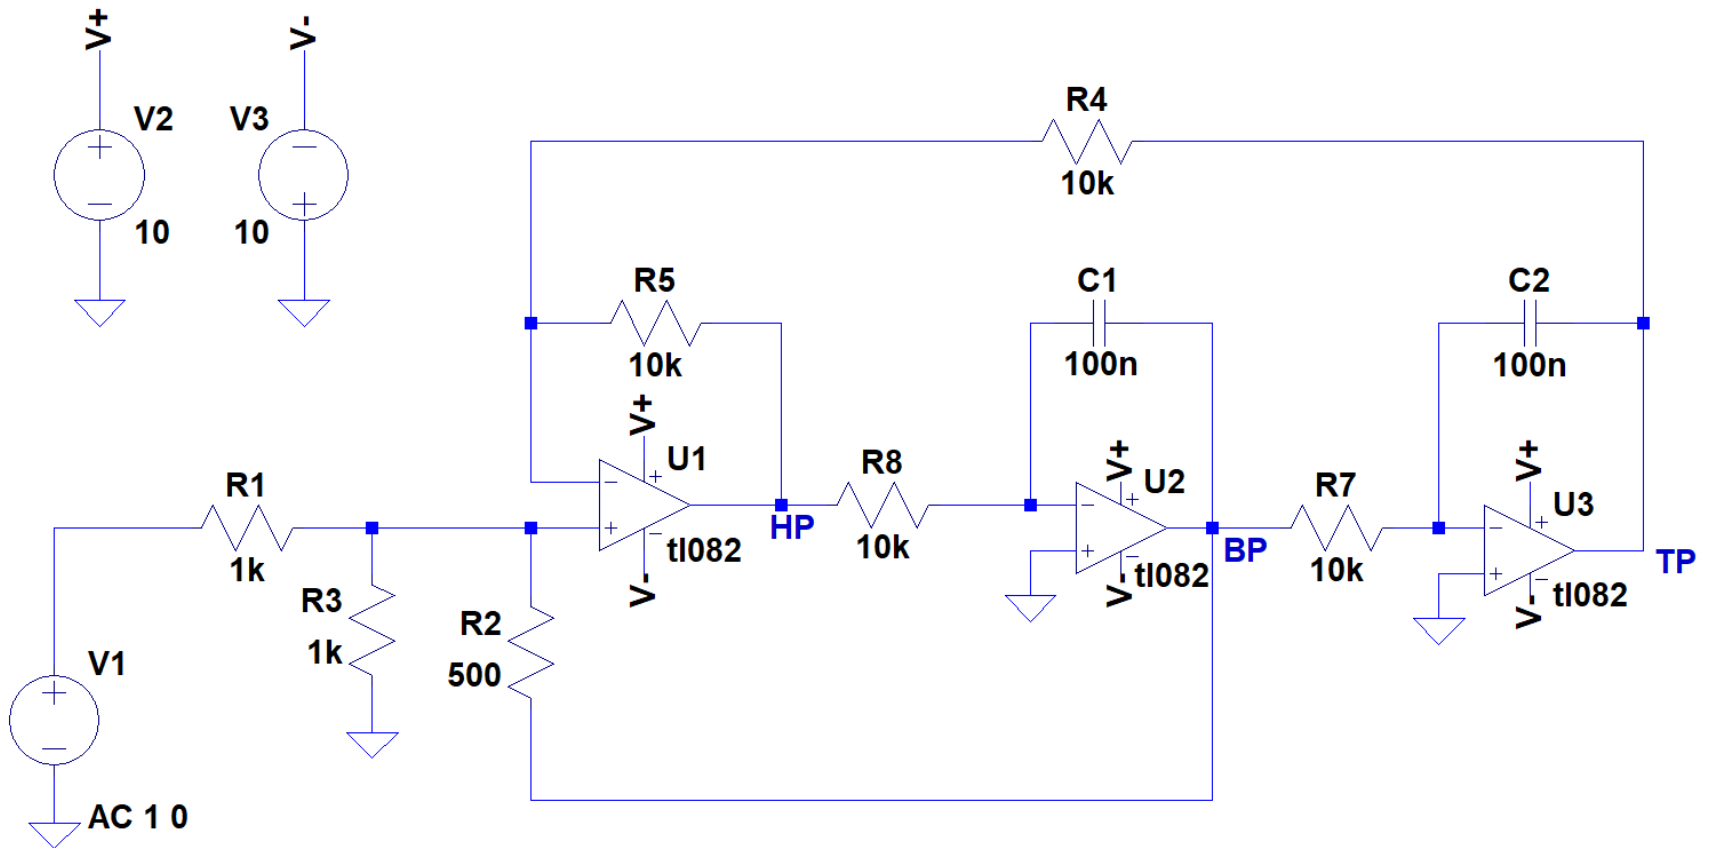 V+
V-
V2
10
V3
10
R4
10k
R5
10k
C1
100n
C2
100n
V+
U1
tl082
V-
HP
R8
10k
V+
U2
tl082
V-
BP
R7
10k
V+
U3
tl082
V-
TP
R1
1k
R3
1k
R2
500
V1
AC 1 0